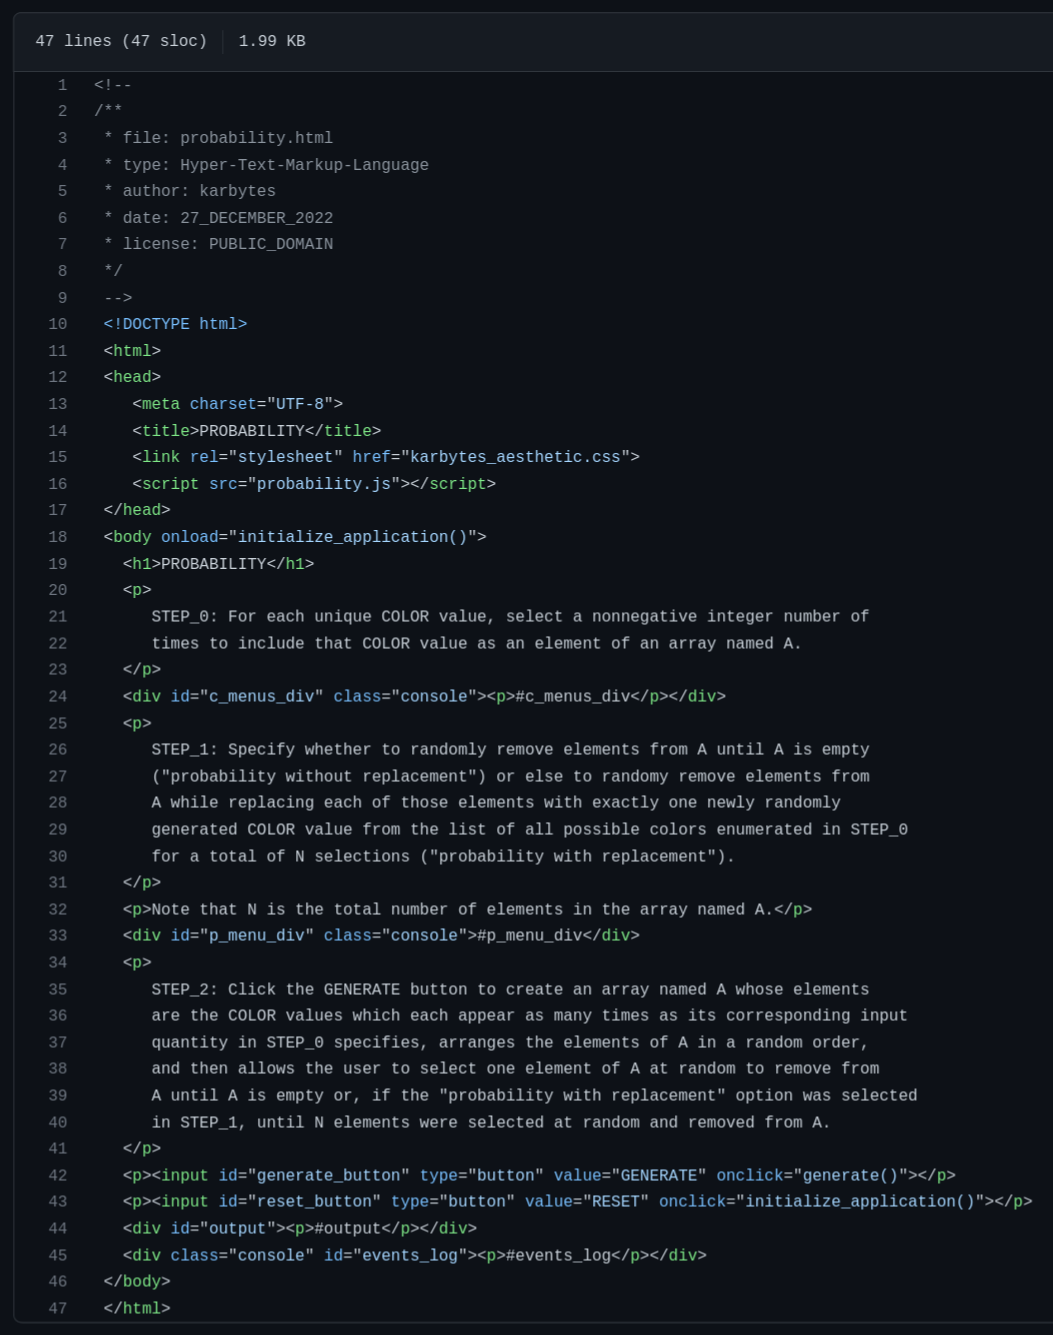 47 lines (47 sloc) 1.99 KB
1 <!--
2 /**
3  * file: probability.html
4  * type: Hyper-Text-Markup-Language
5  * author: karbytes
6  * date: 27_DECEMBER_2022
7  * license: PUBLIC_DOMAIN
8  */
9  -->
10  <!DOCTYPE html>
11  <html>
12  <head>
13     <meta charset="UTF-8">
14     <title>PROBABILITY</title>
15     <link rel="stylesheet" href="karbytes_aesthetic.css">
16     <script src="probability.js"></script>
17  </head>
18  <body onload="initialize_application()">
19    <h1>PROBABILITY</h1>
20    <p>
21       STEP_0: For each unique COLOR value, select a nonnegative integer number of
22       times to include that COLOR value as an element of an array named A.
23    </p>
24    <div id="c_menus_div" class="console"><p>#c_menus_div</p></div>
25    <p>
26       STEP_1: Specify whether to randomly remove elements from A until A is empty
27       ("probability without replacement") or else to randomy remove elements from
28       A while replacing each of those elements with exactly one newly randomly
29       generated COLOR value from the list of all possible colors enumerated in STEP_0
30       for a total of N selections ("probability with replacement").
31    </p>
32    <p>Note that N is the total number of elements in the array named A.</p>
33    <div id="p_menu_div" class="console">#p_menu_div</div>
34    <p>
35       STEP_2: Click the GENERATE button to create an array named A whose elements
36       are the COLOR values which each appear as many times as its corresponding input
37       quantity in STEP_0 specifies, arranges the elements of A in a random order,
38       and then allows the user to select one element of A at random to remove from
39       A until A is empty or, if the "probability with replacement" option was selected
40       in STEP_1, until N elements were selected at random and removed from A.
41    </p>
42    <p><input id="generate_button" type="button" value="GENERATE" onclick="generate()"></p>
43    <p><input id="reset_button" type="button" value="RESET" onclick="initialize_application()"></p>
44    <div id="output"><p>#output</p></div>
45    <div class="console" id="events_log"><p>#events_log</p></div>
46  </body>
47  </html>